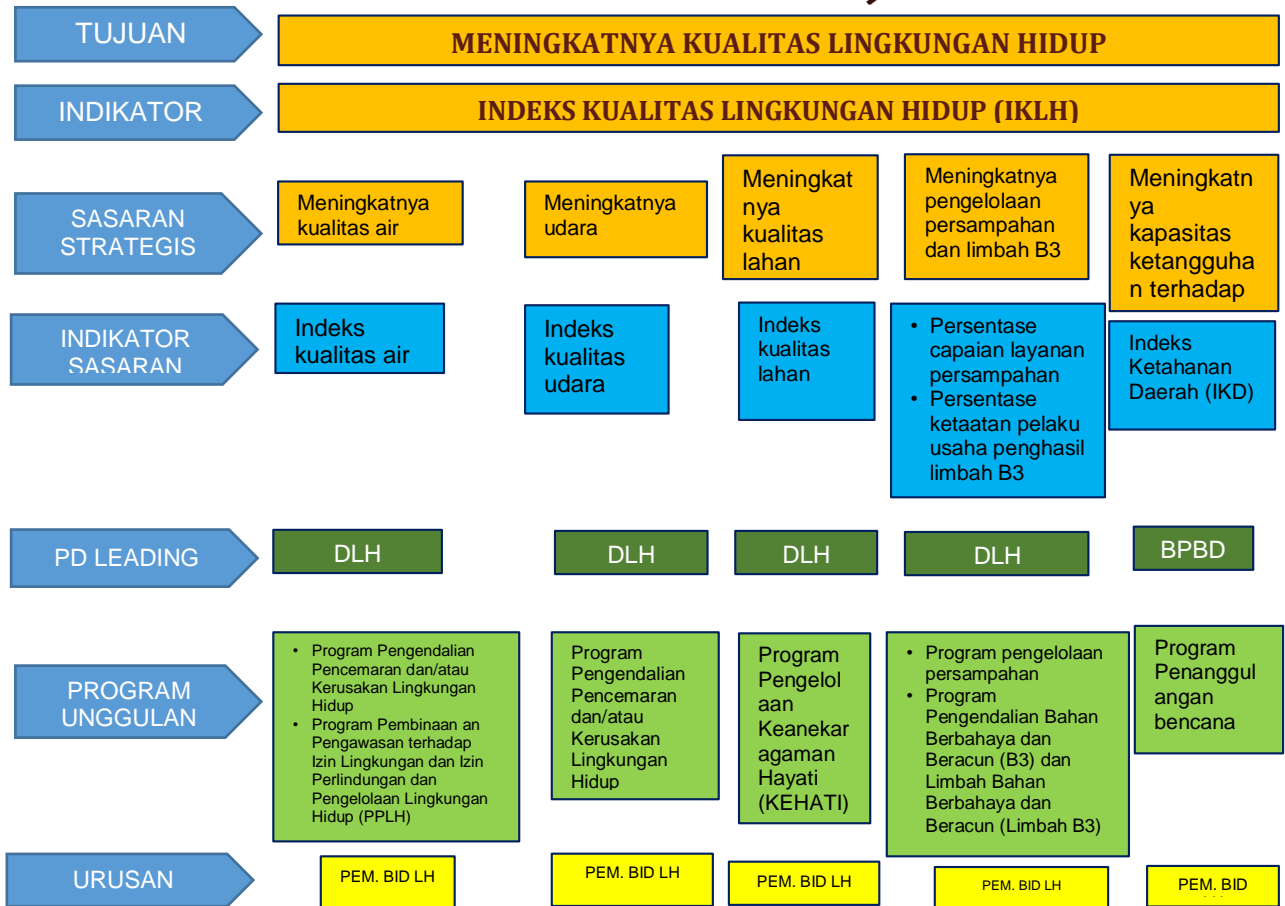 TUJUAN
MENINGKATNYA KUALITAS LINGKUNGAN HIDUP
INDIKATOR
INDEKS KUALITAS LINGKUNGAN HIDUP (IKLH)
SASARAN
STRATEGIS
Meningkatnya
kualitas air
Meningkatnya
udara
Meningkat
nya
kualitas
lahan
Meningkatnya
pengelolaan
persampahan
dan limbah B3
Meningkatn
ya
kapasitas
ketangguha
n terhadap
INDIKATOR
SASARAN
Indeks
kualitas air
Indeks
kualitas
udara
Indeks
kualitas
lahan
• Persentase
capaian layanan
persampahan
• Persentase
ketaatan pelaku
usaha penghasil
limbah B3
Indeks
Ketahanan
Daerah (IKD)
PD LEADING
DLH
DLH
DLH
DLH
BPBD
PROGRAM
UNGGULAN
• Program Pengendalian
Pencemaran dan/atau
Kerusakan Lingkungan
Hidup
• Program Pembinaan an
Pengawasan terhadap
Izin Lingkungan dan Izin
Perlindungan dan
Pengelolaan Lingkungan
Hidup (PPLH)
Program
Pengendalian
Pencemaran
dan/atau
Kerusakan
Lingkungan
Hidup
Program
Pengelol
aan
Keanekar
agaman
Hayati
(KEHATI)
• Program pengelolaan
persampahan
• Program
Pengendalian Bahan
Berbahaya dan
Beracun (B3) dan
Limbah Bahan
Berbahaya dan
Beracun (Limbah B3)
Program
Penanggul
angan
bencana
URUSAN
PEM. BID LH
PEM. BID LH
PEM. BID LH
PEM. BID LH
PEM. BID